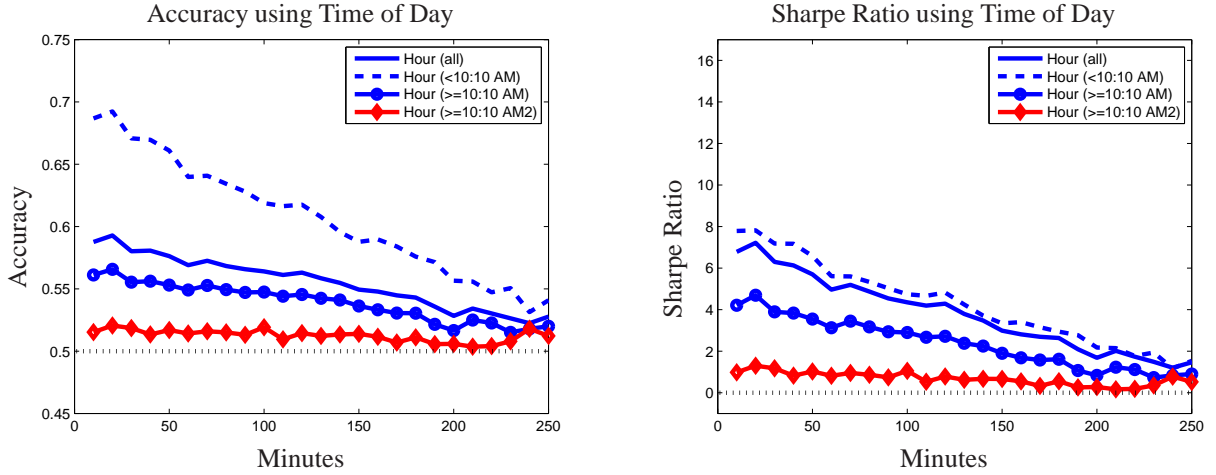 Accuracy using Time of Day
0.75
0.7
0.65
0.6
0.55
0.5
0.45
Accuracy
0
50
100
150
200
250
Minutes
Hour (all)
Hour (<10:10 AM)
Hour (>=10:10 AM)
Hour (>=10:10 AM2)
Sharpe Ratio using Time of Day
16
14
12
10
8
6
4
2
0
Sharpe Ratio
0
50
100
150
200
250
Minutes
Hour (all)
Hour (<10:10 AM)
Hour (>=10:10 AM)
Hour (>=10:10 AM2)